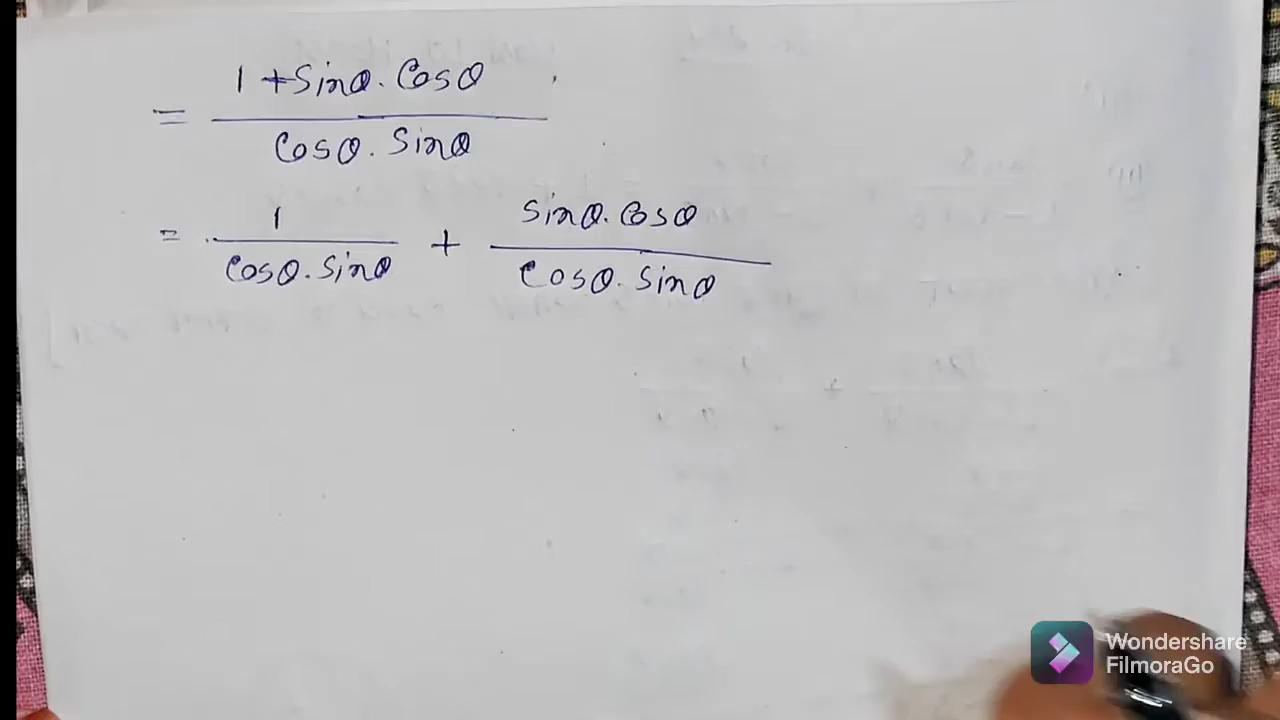 1 + Sinθ. Cosθ
=
Cosθ. Sinθ
= 1 / Cosθ. Sinθ + Sinθ. Cosθ / Cosθ. Sinθ
Wondershare
FilmoraGo